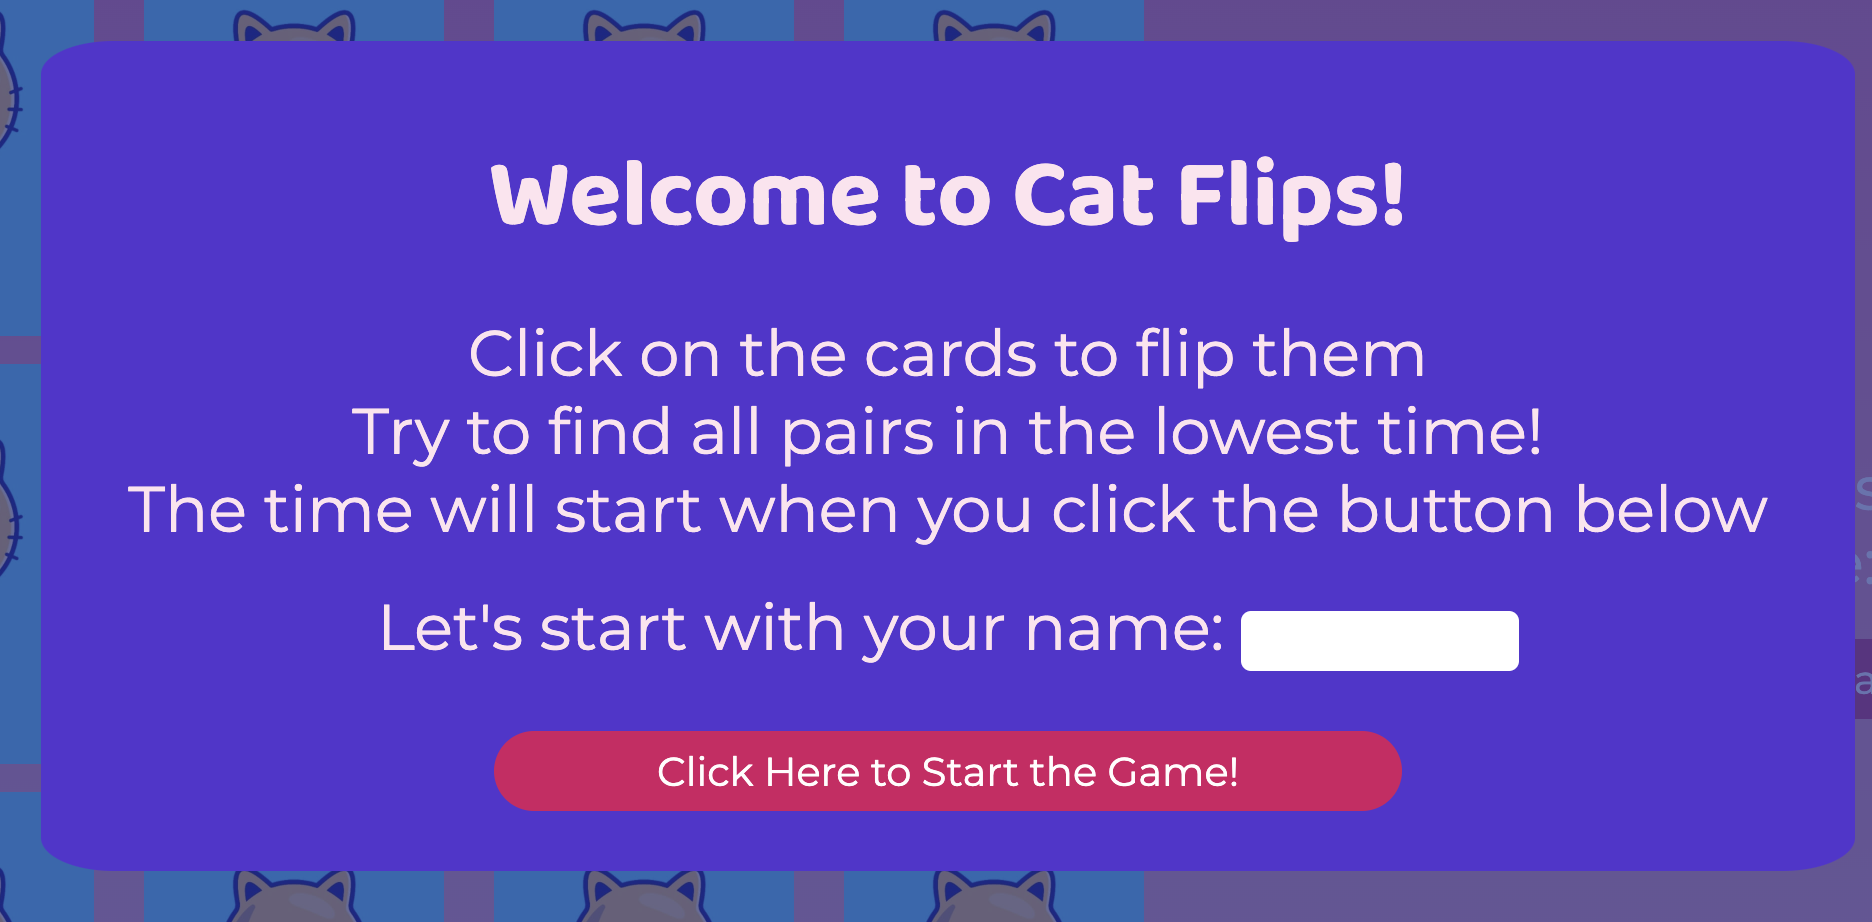 Welcome to Cat Flips!
Click on the cards to flip them
Try to find all pairs in the lowest time!
The time will start when you click the button below
Let's start with your name:
Click Here to Start the Game!